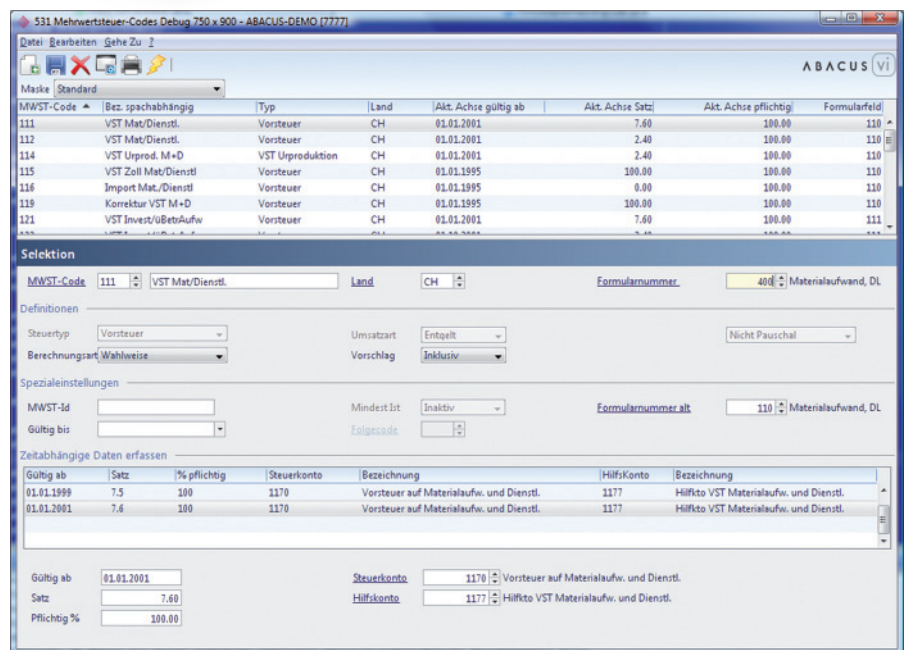 531 Mehrwertsteuer-Codes Debug 750 x 900 - ABACUS-DEMO [7777]
Datei Bearbeiten Gehe Zu ?
ABACUS vi
Maske Standard
MWST-Code Bez. spachabhängig Typ Land Akt. Achse gültig ab Akt. Achse Satz Akt. Achse pflichtig Formularfeld
111 VST Mat/Dienstl. Vorsteuer CH 01.01.2001 7.60 100.00 110
112 VST Mat/Dienstl. Vorsteuer CH 01.01.2001 2.40 100.00 110
114 VST Urprod. M+D VST Urproduktion CH 01.01.2001 2.40 100.00 110
115 VST Zoll Mat/Dienstl Vorsteuer CH 01.01.1995 100.00 100.00 110
116 Import Mat./Dienstl Vorsteuer CH 01.01.1995 0.00 100.00 110
119 Korrektur VST M+D Vorsteuer CH 01.01.1995 100.00 100.00 110
121 VST Invest/üBetrAufw Vorsteuer CH 01.01.2001 7.60 100.00 111
Selektion
MWST-Code 111 VST Mat/Dienstl. Land CH Formularnummer 400 Materialaufwand, DL
Definitionen
Steuertyp Vorsteuer Umsatzart Entgelt Nicht Pauschal
Berechnungsart Wahlweise Vorschlag Inklusiv
Spezialeinstellungen
MWST-Id Mindest Ist Inaktiv Formularnummer alt 110 Materialaufwand, DL
Gültig bis Folgecode
Zeitabhängige Daten erfassen
Gültig ab Satz % pflichtig Steuerkonto Bezeichnung HilfsKonto Bezeichnung
01.01.1999 7.5 100 1170 Vorsteuer auf Materialaufw. und Dienstl. 1177 Hilfkto VST Materialaufw. und Dienstl.
01.01.2001 7.6 100 1170 Vorsteuer auf Materialaufw. und Dienstl. 1177 Hilfkto VST Materialaufw. und Dienstl.
Gültig ab 01.01.2001 Steuerkonto 1170 Vorsteuer auf Materialaufw. und Dienstl.
Satz 7.60 Hilfskonto 1177 Hilfkto VST Materialaufw. und Dienstl.
Pflichtig % 100.00